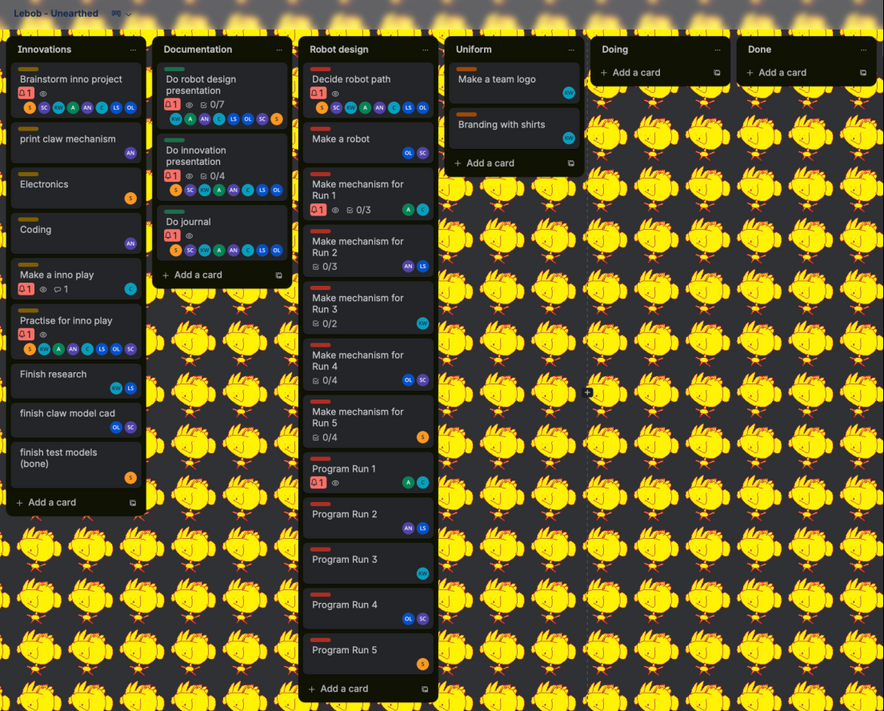 Lebob - Unearthed
Innovations
Brainstorm inno project
1
S SC KW A AN C LS OL
print claw mechanism
AN
Electronics
S
Coding
AN
Make a inno play
1 1
C
Practise for inno play
1
S KW A AN C LS OL SC
Finish research
KW LS
finish claw model cad
OL SC
finish test models
(bone)
S
+ Add a card
Documentation
Do robot design
presentation
1 0/7
KW A AN C LS OL SC S
Do innovation
presentation
1 0/4
S SC KW A AN C LS OL
Do journal
1
S SC KW A AN C LS OL
+ Add a card
Robot design
Decide robot path
1
S SC KW A AN C LS OL
Make a robot
OL SC
Make mechanism for
Run 1
1 0/3 A C
Make mechanism for
Run 2
0/3 AN LS
Make mechanism for
Run 3
0/2 KW
Make mechanism for
Run 4
0/4 OL SC
Make mechanism for
Run 5
0/4 S
Program Run 1
1 A C
Program Run 2
AN LS
Program Run 3
KW
Program Run 4
OL SC
Program Run 5
S
+ Add a card
Uniform
Make a team logo
KW
Branding with shirts
KW
+ Add a card
Doing
+ Add a card
Done
+ Add a card